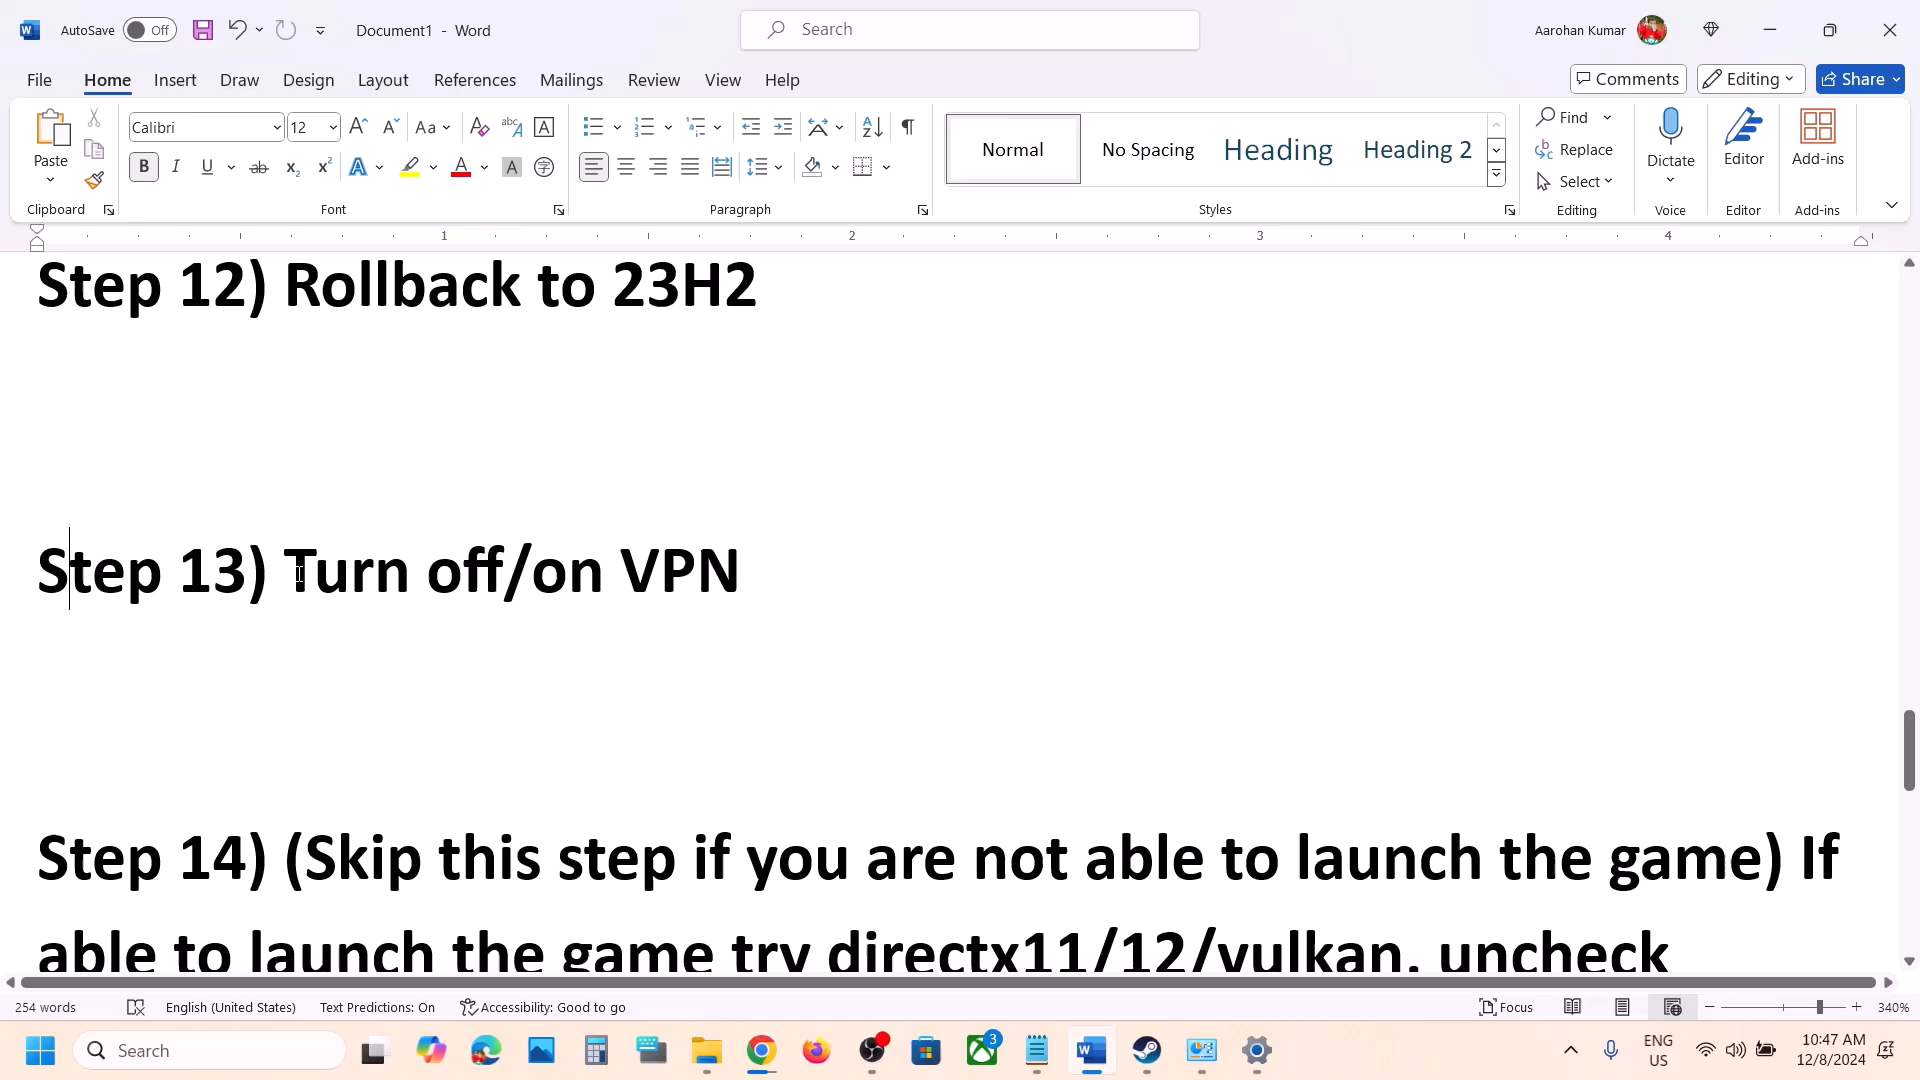 AutoSave Off Document1 - Word Search Aarohan Kumar
File Home Insert Draw Design Layout References Mailings Review View Help Comments Editing Share
Paste Calibri 12 Normal No Spacing Heading Heading 2 Find Replace Select Dictate Editor Add-ins
Clipboard Font Paragraph Styles Editing Voice Editor Add-ins
1 2 3 4
Step 12) Rollback to 23H2
Step 13) Turn off/on VPN
Step 14) (Skip this step if you are not able to launch the game) If
able to launch the game try directx11/12/vulkan, uncheck
254 words English (United States) Text Predictions: On Accessibility: Good to go Focus 340%
Search 3 ENG US 10:47 AM 12/8/2024